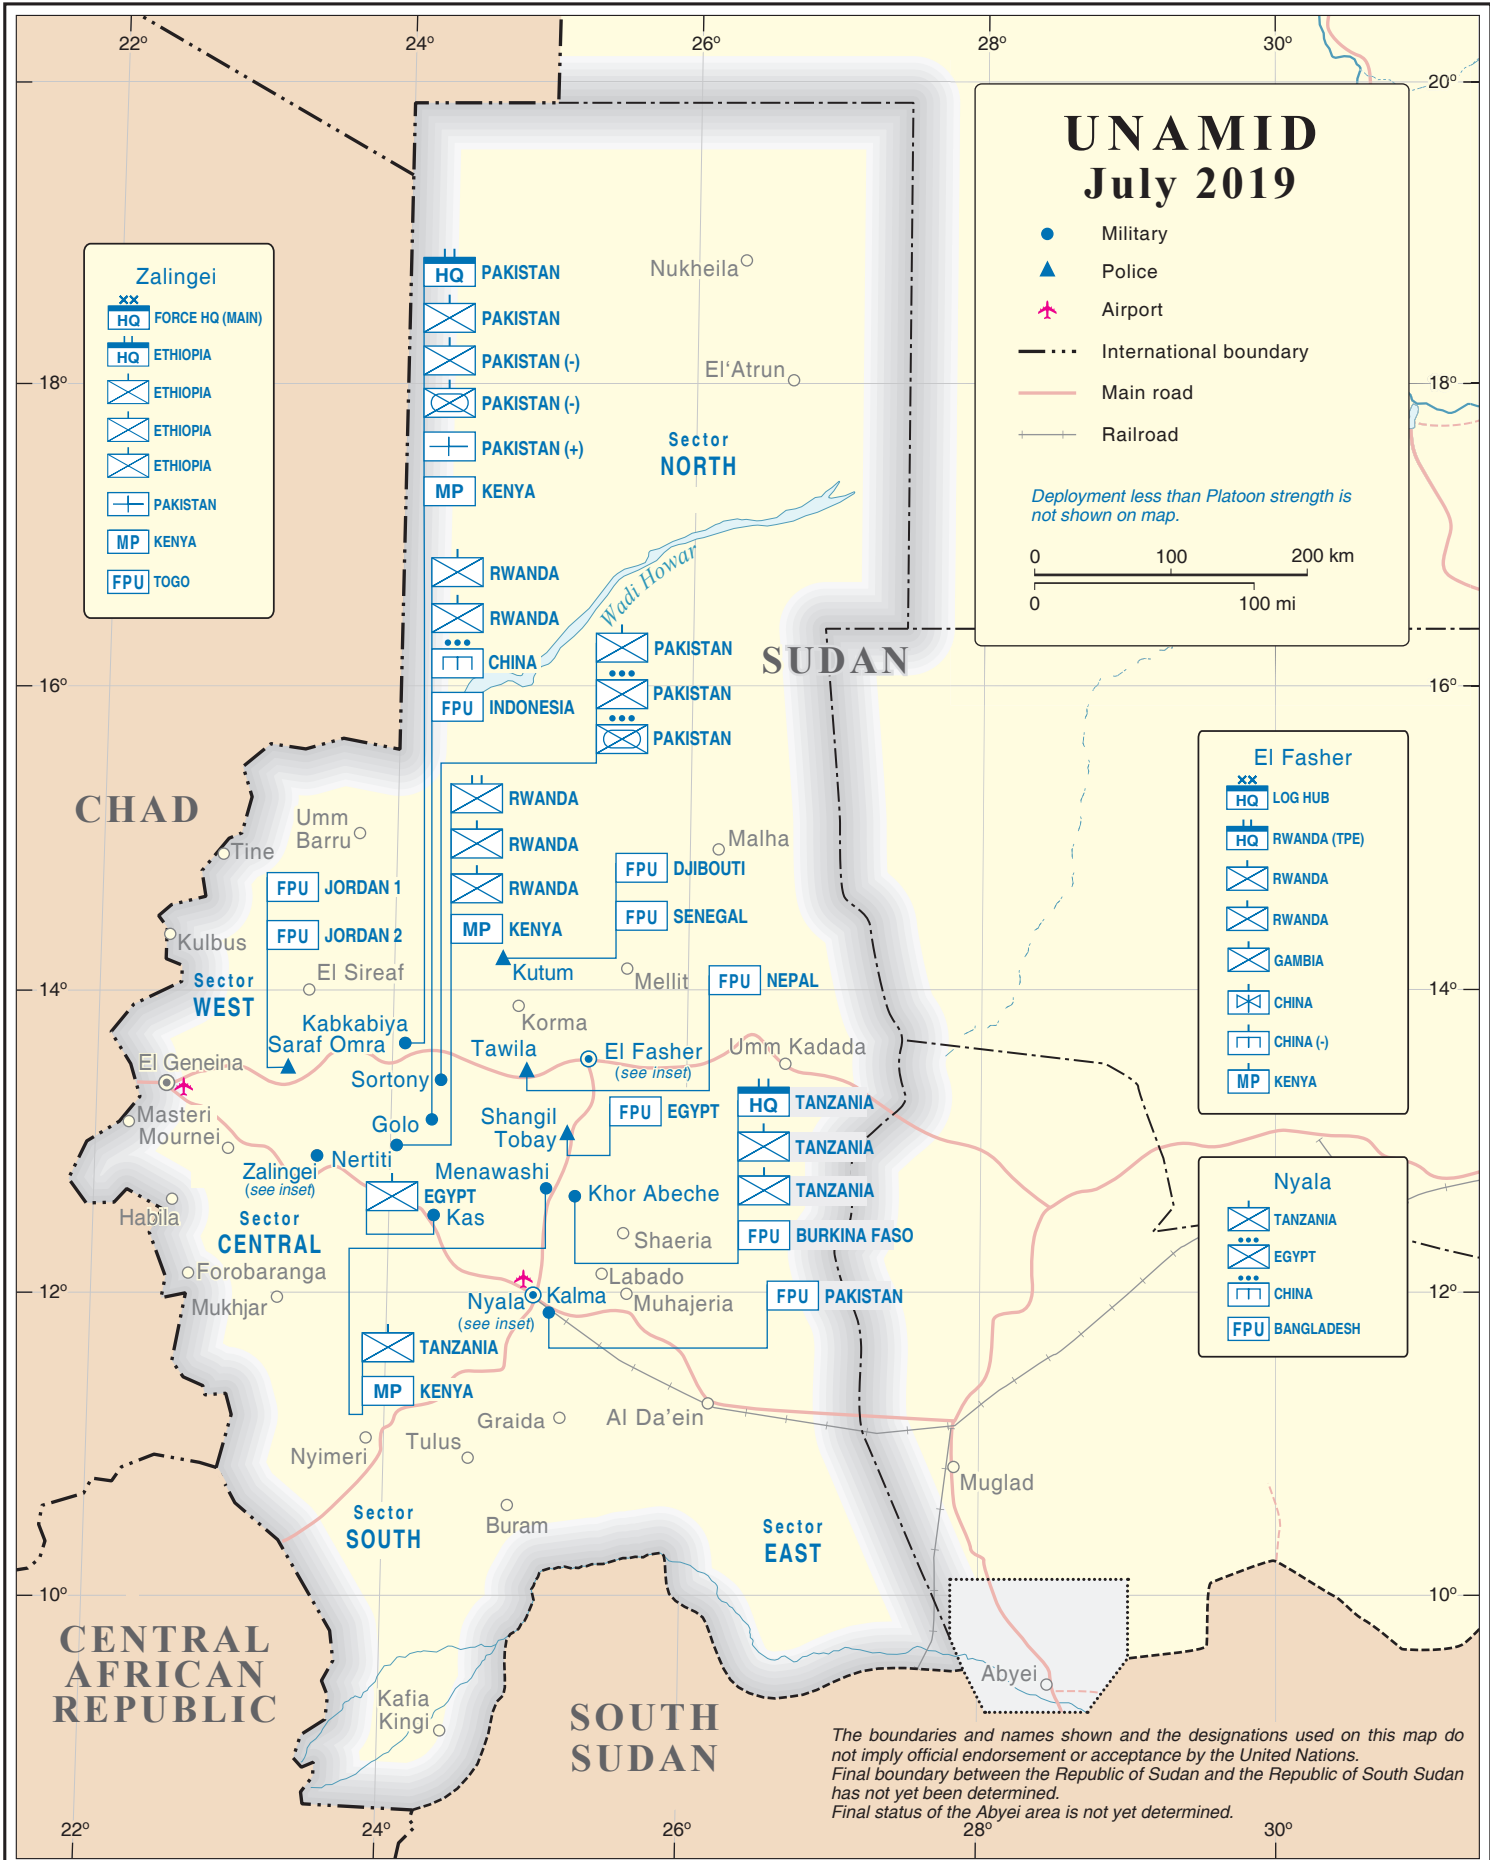 22º
24º
26º
28º
30º
20º
UNAMID
July 2019
Military
Police
Airport
International boundary
Main road
Railroad
Deployment less than Platoon strength is
not shown on map.
0
100
200 km
0
100 mi
Zalingei
HQ FORCE HQ (MAIN)
HQ ETHIOPIA
ETHIOPIA
ETHIOPIA
ETHIOPIA
PAKISTAN
MP KENYA
FPU TOGO
HQ PAKISTAN
PAKISTAN
PAKISTAN (-)
PAKISTAN (-)
PAKISTAN (+)
MP KENYA
Nukheila
El‘Atrun
18º
18º
Sector
NORTH
Wadi Howar
RWANDA
RWANDA
CHINA
FPU INDONESIA
PAKISTAN
PAKISTAN
PAKISTAN
SUDAN
16º
16º
El Fasher
HQ LOG HUB
HQ RWANDA (TPE)
RWANDA
RWANDA
GAMBIA
CHINA
CHINA (-)
MP KENYA
CHAD
Umm
Barru
Tine
RWANDA
RWANDA
RWANDA
MP KENYA
Malha
FPU DJIBOUTI
FPU SENEGAL
FPU JORDAN 1
FPU JORDAN 2
Kulbus
El Sireaf
Kutum
Mellit
FPU NEPAL
Sector
WEST
14º
14º
Korma
Kabkabiya
Saraf Omra
Tawila
El Fasher
(see inset)
Umm Kadada
El Geneina
Sortony
Masteri
Mournei
Golo
Shangil
Tobay
FPU EGYPT
HQ TANZANIA
TANZANIA
TANZANIA
FPU BURKINA FASO
Zalingei
(see inset)
Nertiti
Menawashi
Khor Abeche
EGYPT
Kas
Habila
Sector
CENTRAL
Shaeria
Nyala
TANZANIA
EGYPT
CHINA
FPU BANGLADESH
Forobaranga
Mukhjar
Labado
Muhajeria
Nyala
(see inset)
Kalma
FPU PAKISTAN
12º
12º
TANZANIA
MP KENYA
Graida
Al Da’ein
Nyimeri
Tulus
Muglad
Buram
Sector
SOUTH
Sector
EAST
10º
10º
CENTRAL
AFRICAN
REPUBLIC
Kafia
Kingi
SOUTH
SUDAN
Abyei
The boundaries and names shown and the designations used on this map do
not imply official endorsement or acceptance by the United Nations.
Final boundary between the Republic of Sudan and the Republic of South Sudan
has not yet been determined.
Final status of the Abyei area is not yet determined.
22º
24º
26º
28º
30º